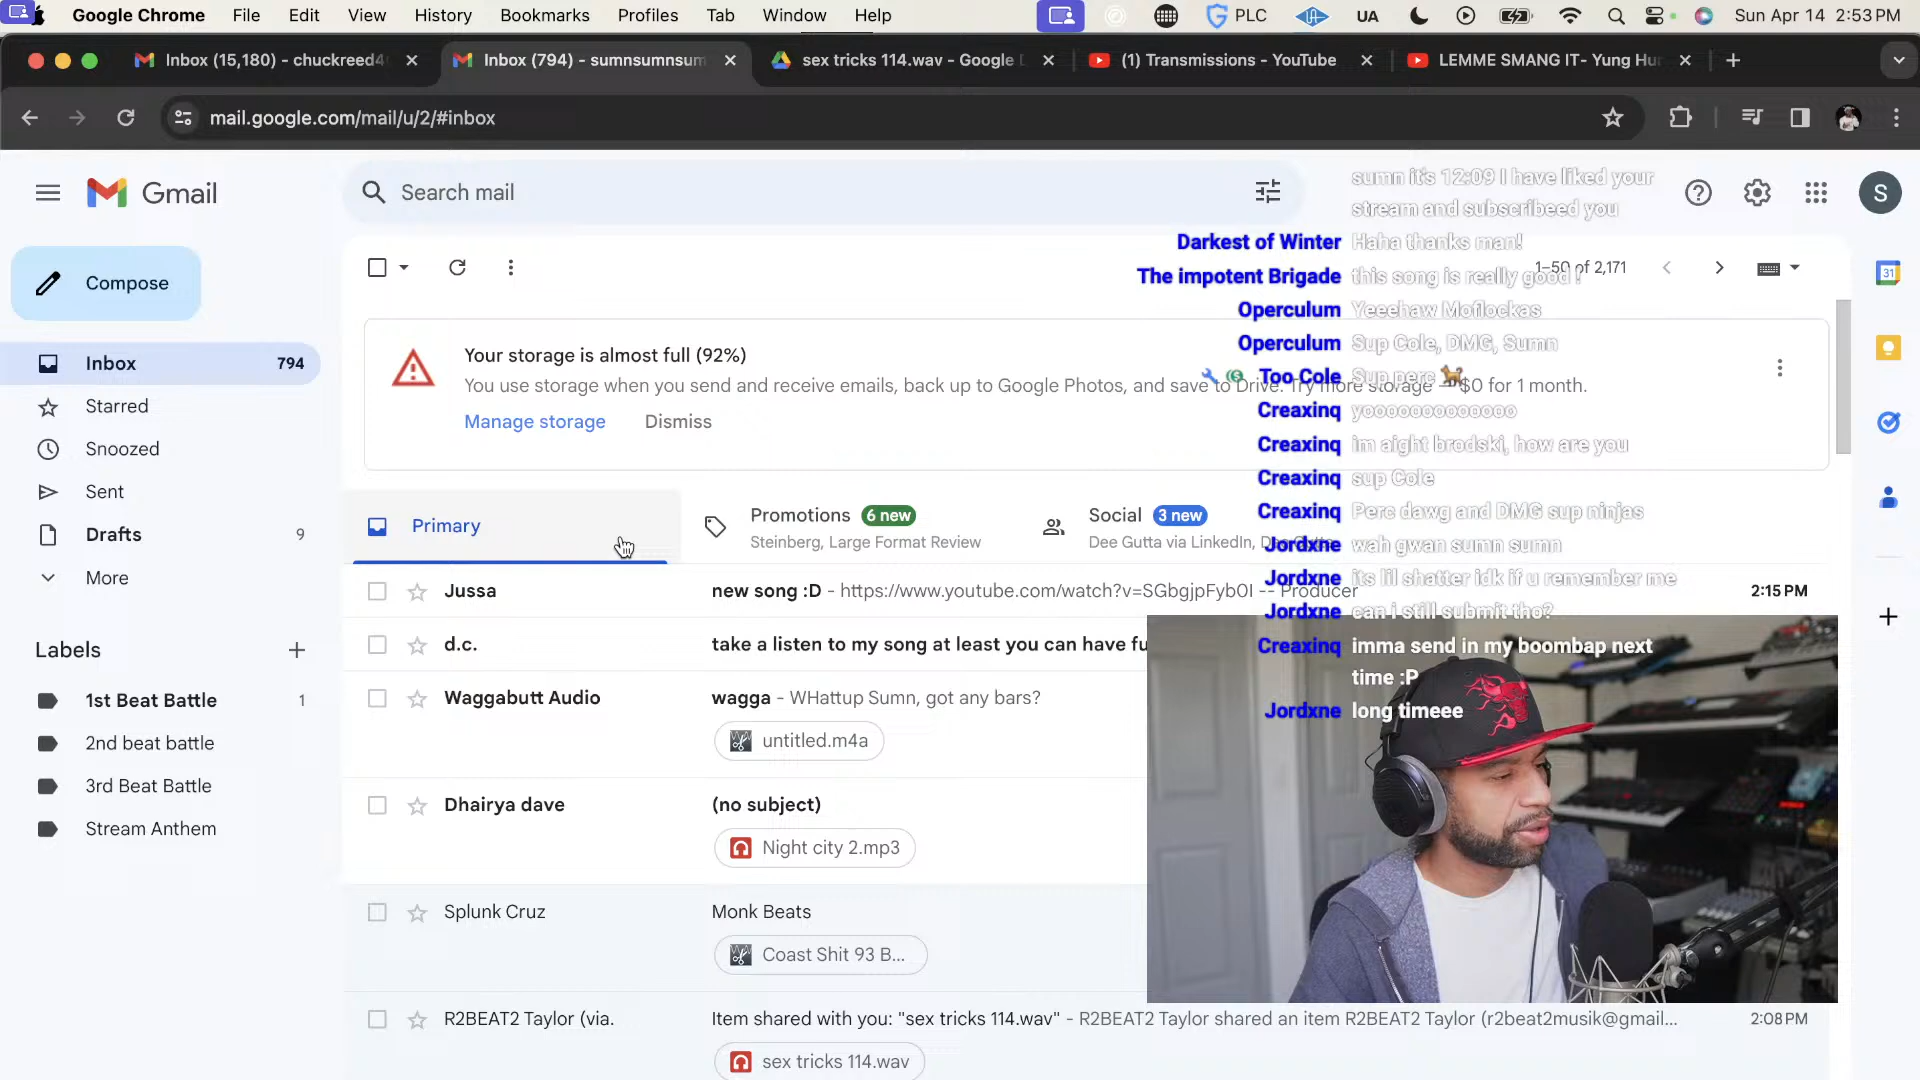 Google Chrome File Edit View History Bookmarks Profiles Tab Window Help PLC UA Sun Apr 14 2:53 PM
Inbox (15,180) - chuckreed4
Inbox (794) - sumnsumnsum
sex tricks 114.wav - Google
(1) Transmissions - YouTube
LEMME SMANG IT- Yung Hu
mail.google.com/mail/u/2/#inbox
Gmail
Search mail
S
sumn it's 12:09 I have liked your
stream and subscribeed you
Darkest of Winter Haha thanks man!
The impotent Brigade this song is really good !
Operculum Yeeehaw Moflockas
Operculum Sup Cole, DMG, Sumn
Too Cole Sup perc
Creaxinq yooooooooooooo
Creaxinq im aight brodski, how are you
Creaxinq sup Cole
Creaxinq Perc dawg and DMG sup ninjas
Jordxne wah gwan sumn sumn
Jordxne its lil shatter idk if u remember me
Jordxne can i still submit tho?
Creaxinq imma send in my boombap next
time :P
Jordxne long timeee
Compose
Inbox 794
Starred
Snoozed
Sent
Drafts 9
More
Labels
1st Beat Battle 1
2nd beat battle
3rd Beat Battle
Stream Anthem
1–50 of 2,171
31
Your storage is almost full (92%)
You use storage when you send and receive emails, back up to Google Photos, and save to Drive. Try more storage $0 for 1 month.
Manage storage Dismiss
Primary
Promotions 6 new
Steinberg, Large Format Review
Social 3 new
Dee Gutta via LinkedIn,
Jussa new song :D - https://www.youtube.com/watch?v=SGbgjpFyb0I -- Producer 2:15 PM
d.c. take a listen to my song at least you can have fu
Waggabutt Audio wagga - WHattup Sumn, got any bars?
untitled.m4a
Dhairya dave (no subject)
Night city 2.mp3
Splunk Cruz Monk Beats
Coast Shit 93 B...
R2BEAT2 Taylor (via. Item shared with you: "sex tricks 114.wav" - R2BEAT2 Taylor shared an item R2BEAT2 Taylor (r2beat2musik@gmail... 2:08 PM
sex tricks 114.wav